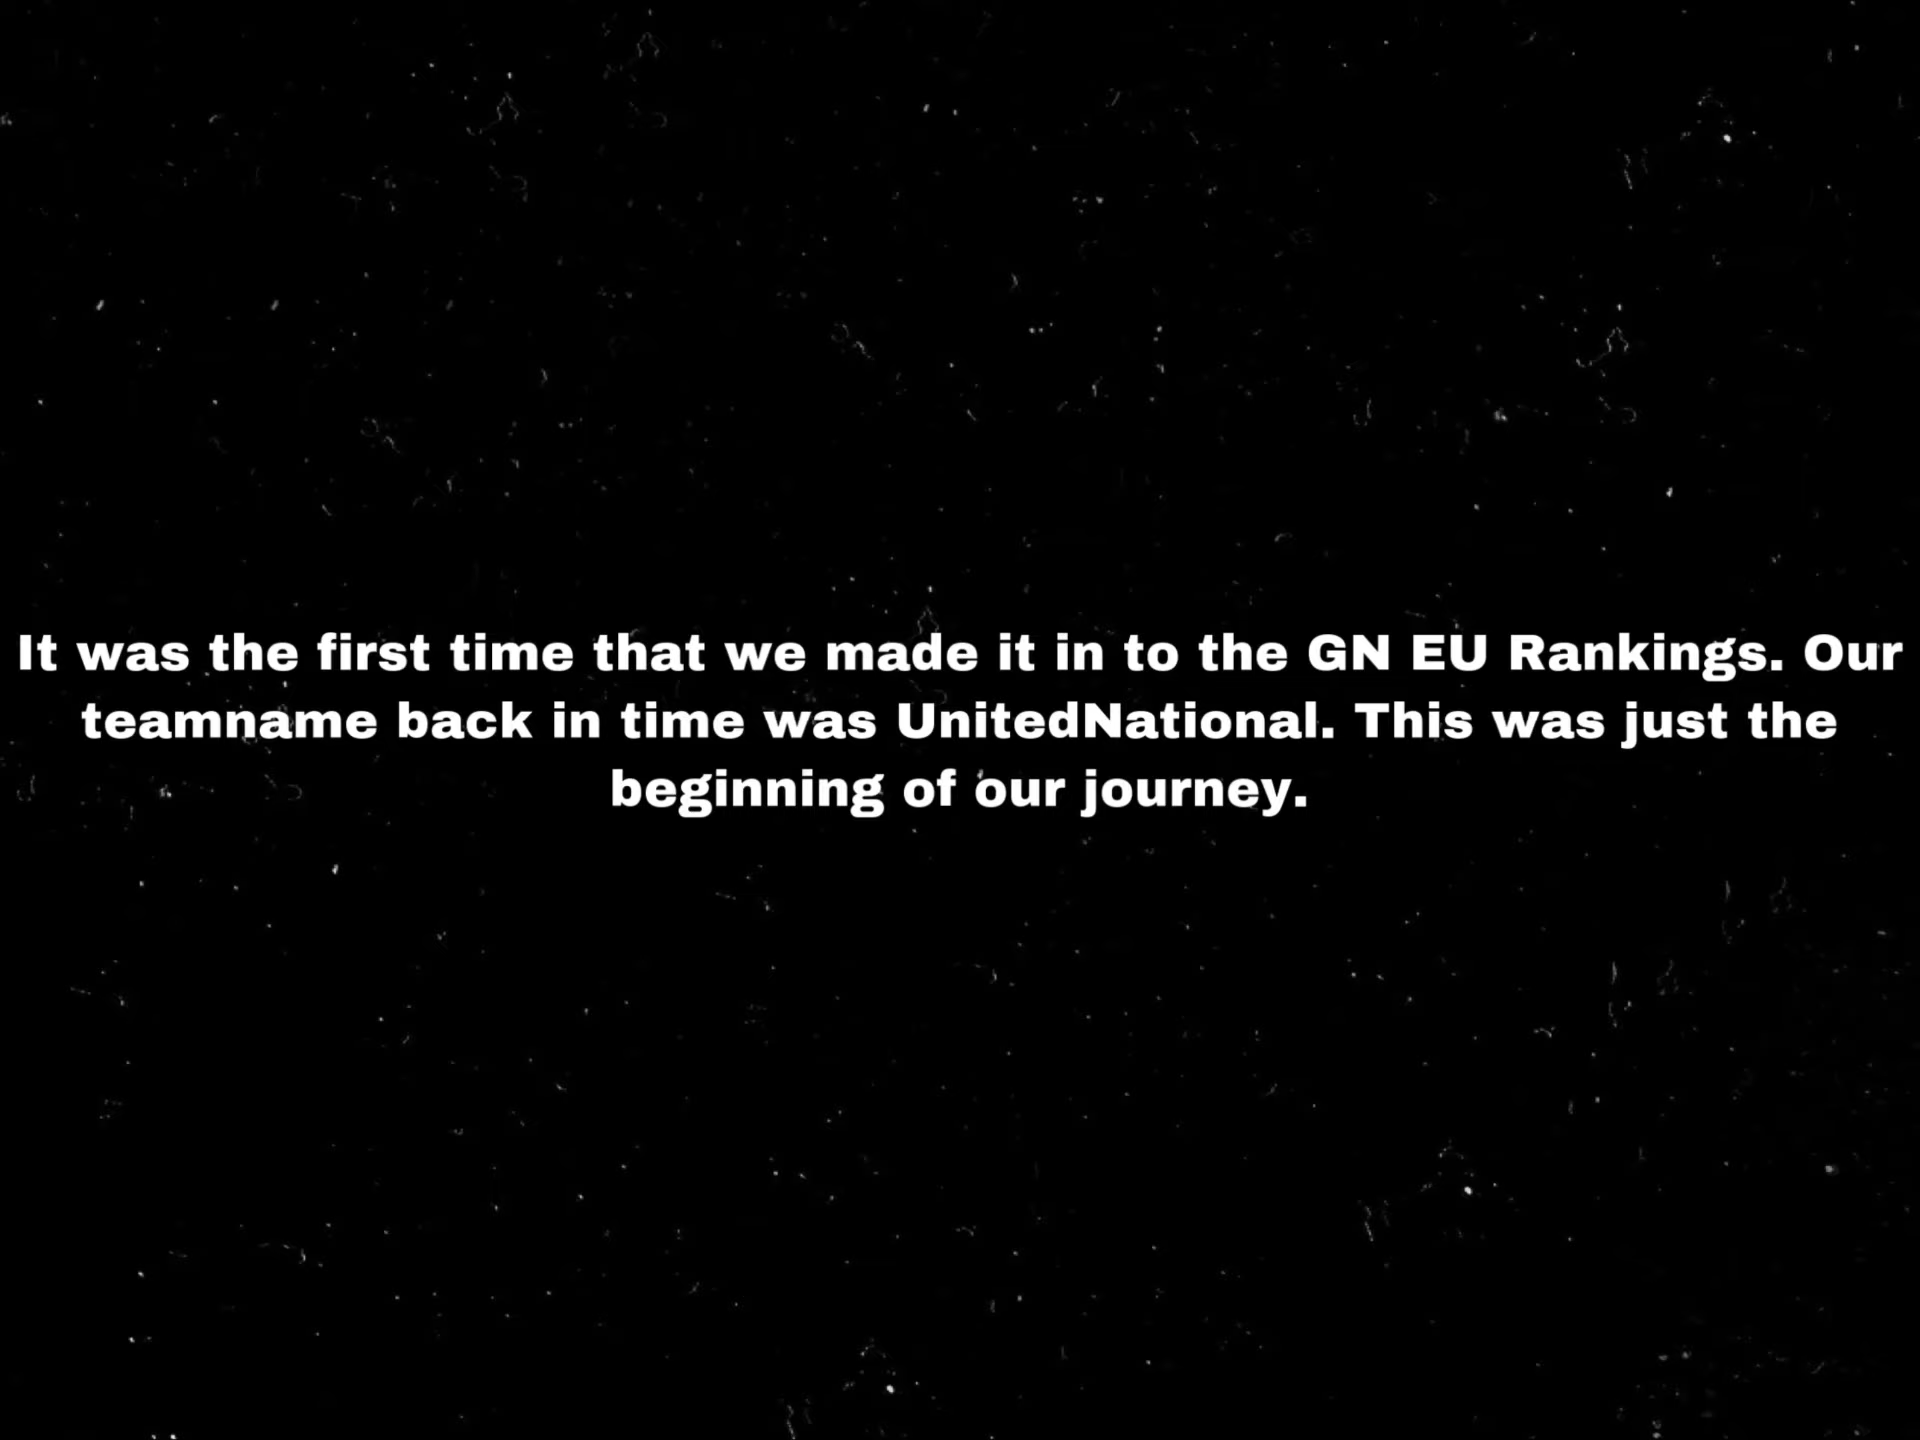 It was the first time that we made it in to the GN EU Rankings. Our
teamname back in time was UnitedNational. This was just the
beginning of our journey.